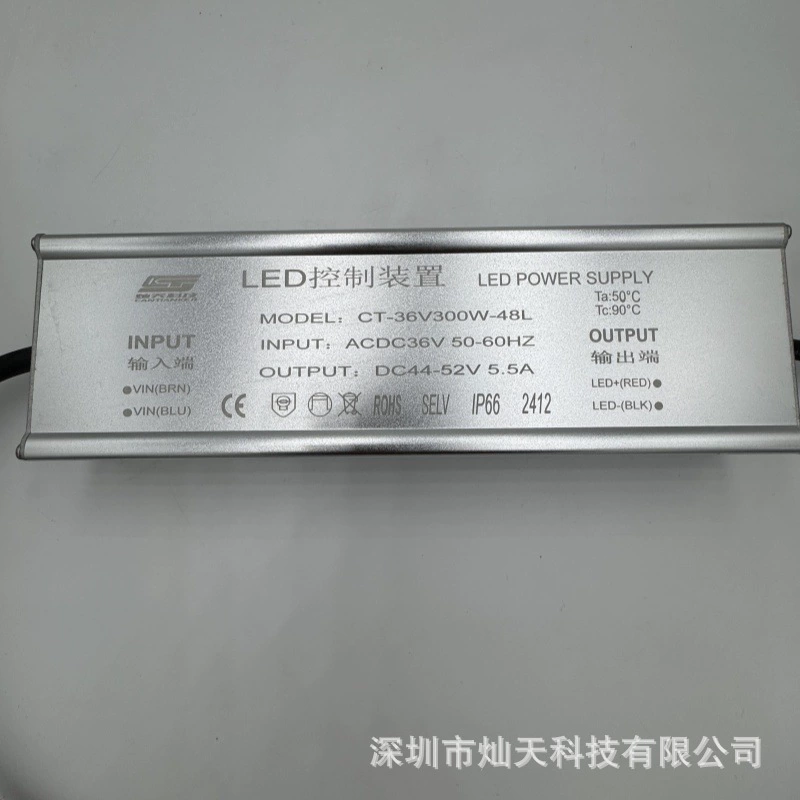 LED控制装置 LED POWER SUPPLY
Ta:50°C
Tc:90°C
MODEL: CT-36V300W-48L
INPUT: ACDC36V 50-60HZ
OUTPUT: DC44-52V 5.5A
INPUT
输入端
VIN(BRN)
VIN(BLU)
OUTPUT
输出端
LED+(RED)
LED-(BLK)
CE ROHS SELV IP66 2412
深圳市灿天科技有限公司